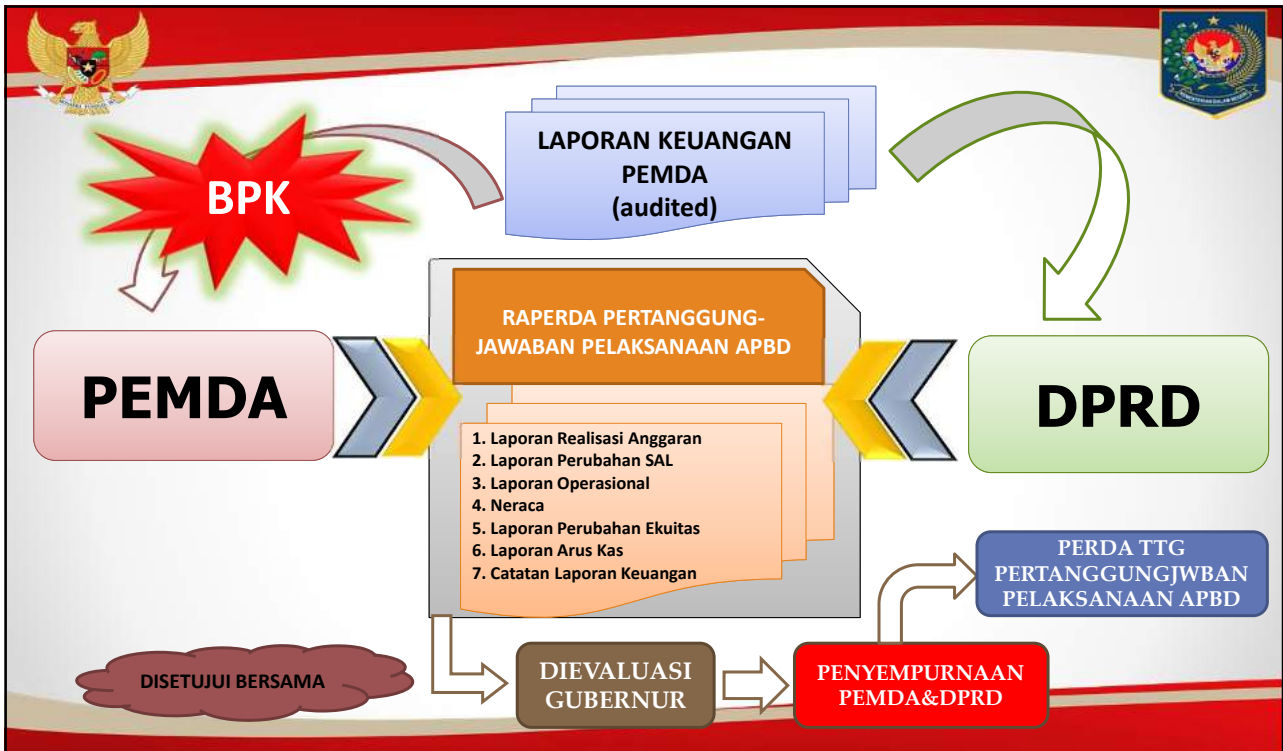 LAPORAN KEUANGAN
PEMDA
(audited)
BPK
RAPERDA PERTANGGUNG-
JAWABAN PELAKSANAAN APBD
PEMDA
DPRD
1. Laporan Realisasi Anggaran
2. Laporan Perubahan SAL
3. Laporan Operasional
4. Neraca
5. Laporan Perubahan Ekuitas
6. Laporan Arus Kas
7. Catatan Laporan Keuangan
PERDA TTG
PERTANGGUNGJWBAN
PELAKSANAAN APBD
DISETUJUI BERSAMA
DIEVALUASI
GUBERNUR
PENYEMPURNAAN
PEMDA&DPRD